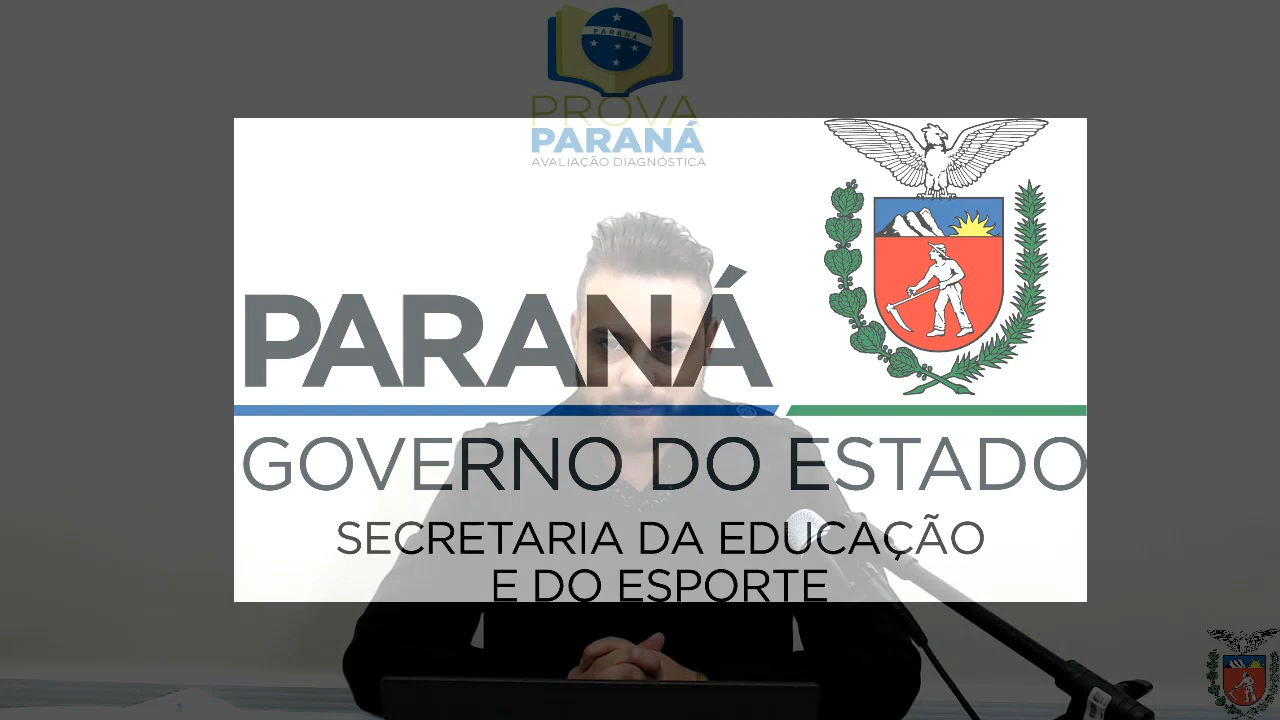 PARANÁ
PROVA
PARANÁ
AVALIAÇÃO DIAGNÓSTICA
PARANÁ
GOVERNO DO ESTADO
SECRETARIA DA EDUCAÇÃO
E DO ESPORTE